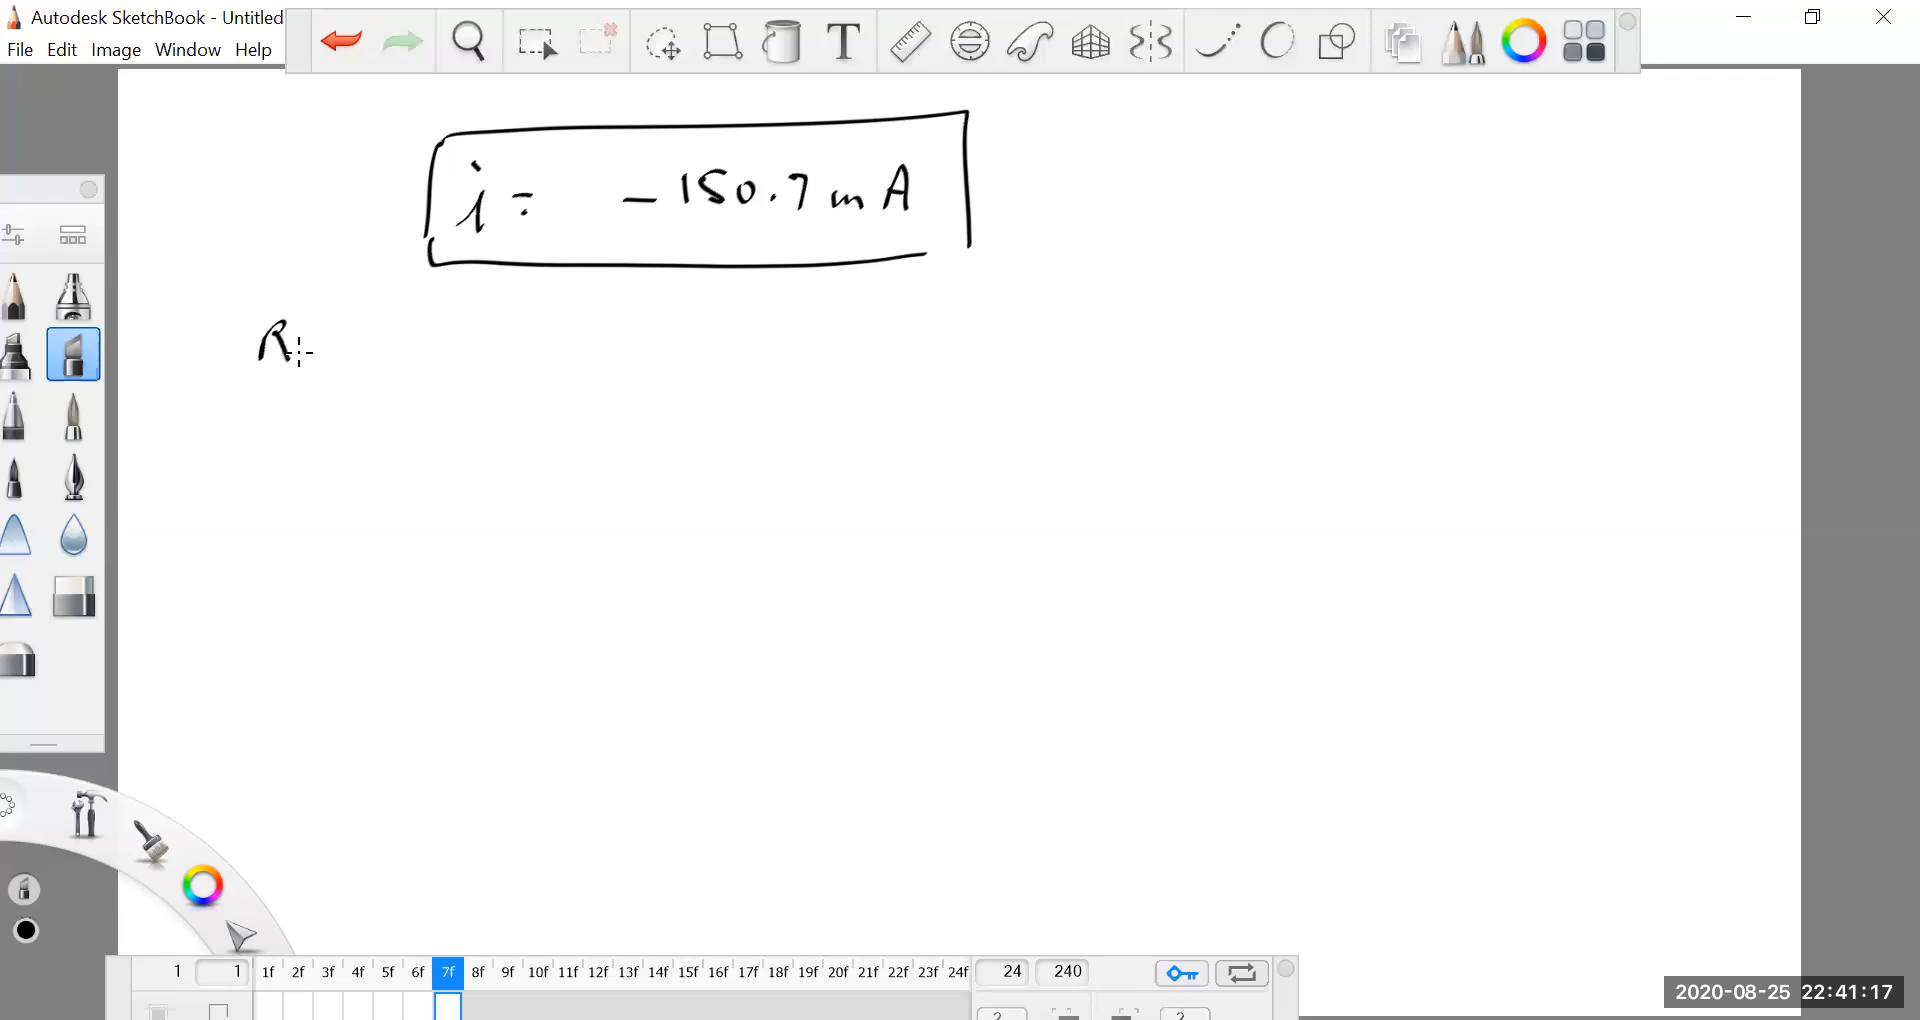 Autodesk SketchBook - Untitled
File Edit Image Window Help
T
i = - 150.7 mA
R
1 1 1f 2f 3f 4f 5f 6f 7f 8f 9f 10f 11f 12f 13f 14f 15f 16f 17f 18f 19f 20f 21f 22f 23f 24f 24 240
2 2
2020-08-25 22:41:17